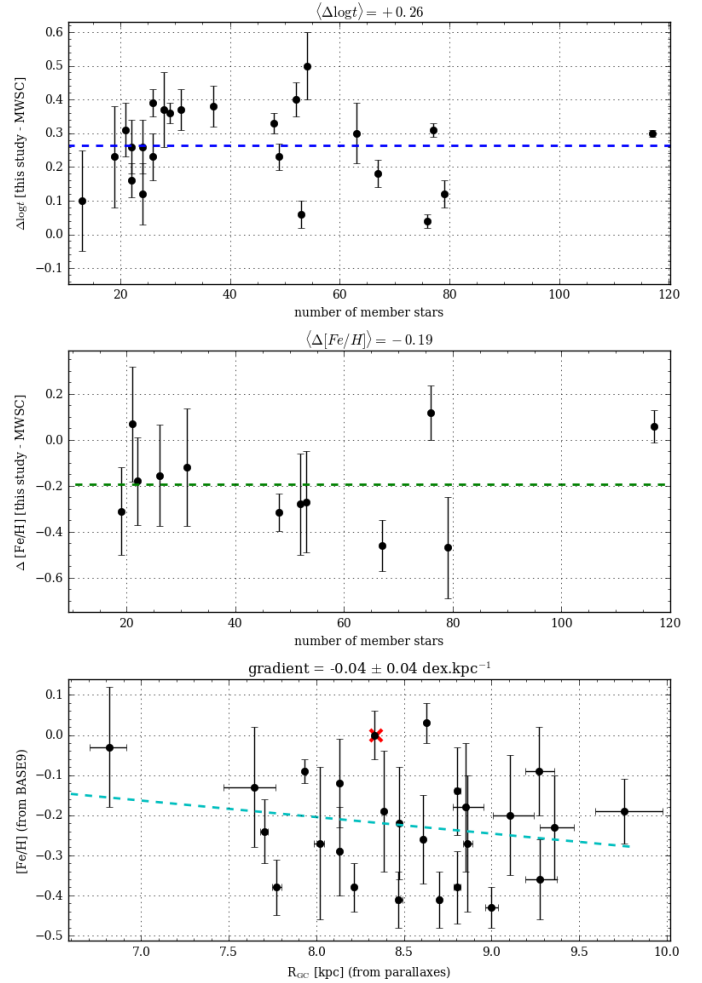 ⟨Δlogt⟩ = +0.26
0.6
0.5
0.4
0.3
0.2
0.1
0.0
−0.1
Δlogt [this study - MWSC]
20 40 60 80 100 120
number of member stars
⟨Δ[Fe/H]⟩ = −0.19
0.2
0.0
−0.2
−0.4
−0.6
Δ [Fe/H] [this study - MWSC]
20 40 60 80 100 120
number of member stars
gradient = -0.04 ± 0.04 dex.kpc⁻¹
0.1
0.0
−0.1
−0.2
−0.3
−0.4
−0.5
[Fe/H] (from BASE9)
7.0 7.5 8.0 8.5 9.0 9.5 10.0
R_GC [kpc] (from parallaxes)